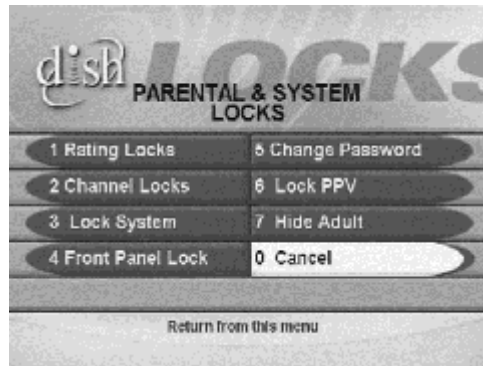 dish
LOCKS
PARENTAL & SYSTEM
LOCKS
1 Rating Locks
5 Change Password
2 Channel Locks
6 Lock PPV
3 Lock System
7 Hide Adult
4 Front Panel Lock
0 Cancel
Return from this menu